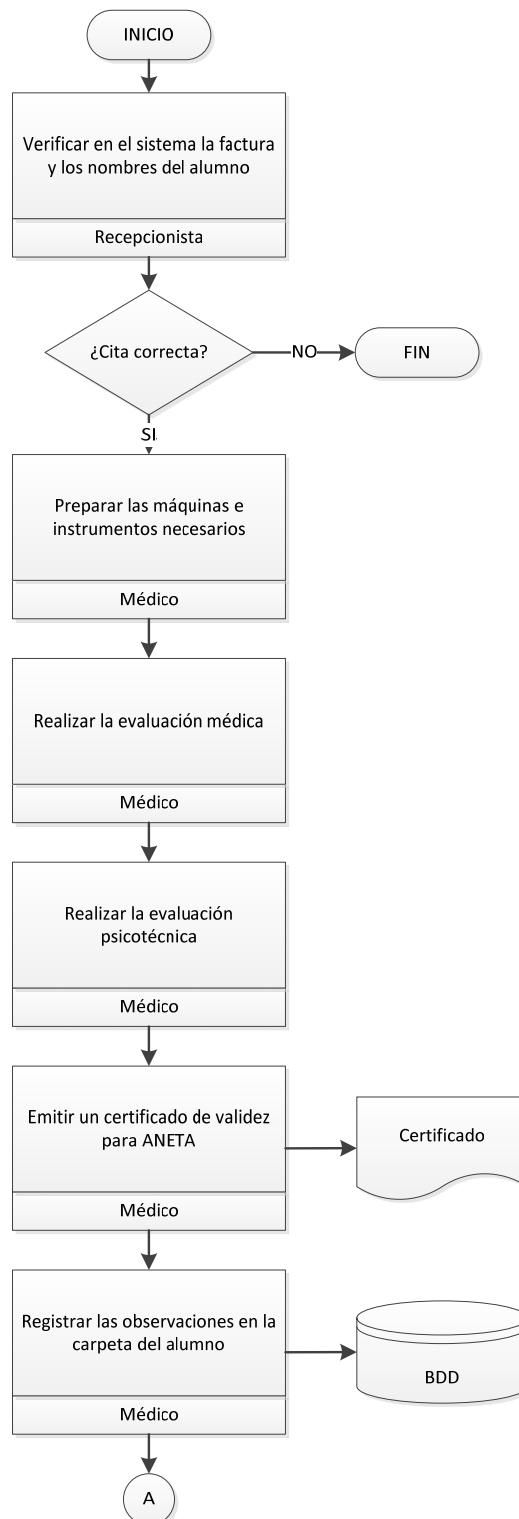 INICIO
Verificar en el sistema la factura
y los nombres del alumno
Recepcionista
¿Cita correcta?
NO
FIN
SI
Preparar las máquinas e
instrumentos necesarios
Médico
Realizar la evaluación médica
Médico
Realizar la evaluación
psicotécnica
Médico
Emitir un certificado de validez
para ANETA
Certificado
Médico
Registrar las observaciones en la
carpeta del alumno
BDD
Médico
A